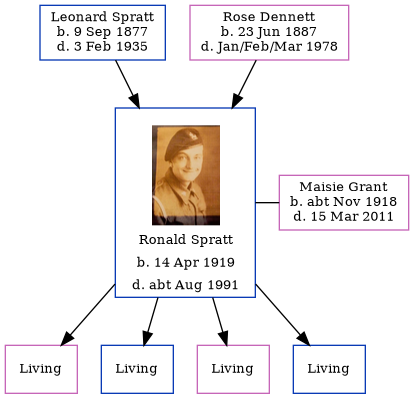 Leonard Spratt
b. 9 Sep 1877
d. 3 Feb 1935
Rose Dennett
b. 23 Jun 1887
d. Jan/Feb/Mar 1978
Ronald Spratt
b. 14 Apr 1919
d. abt Aug 1991
Maisie Grant
b. abt Nov 1918
d. 15 Mar 2011
Living
Living
Living
Living